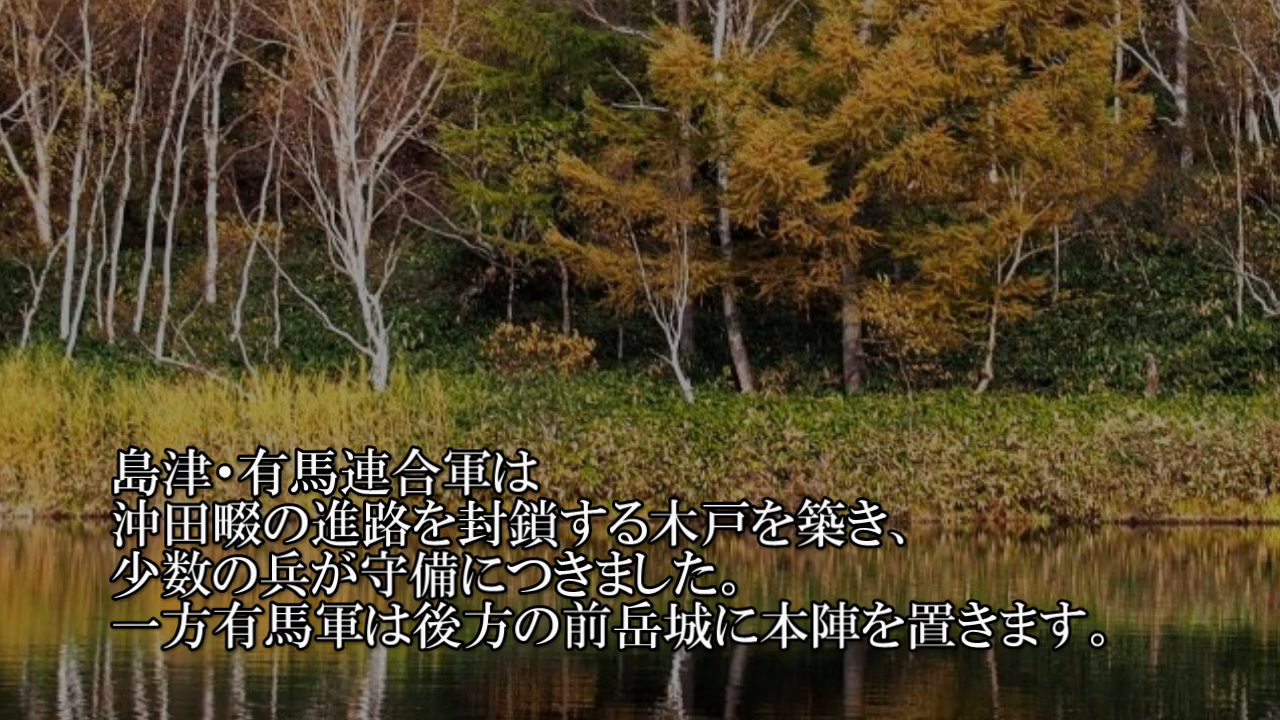 島津・有馬連合軍は
沖田畷の進路を封鎖する木戸を築き、
少数の兵が守備につきました。
一方有馬軍は後方の前岳城に本陣を置きます。